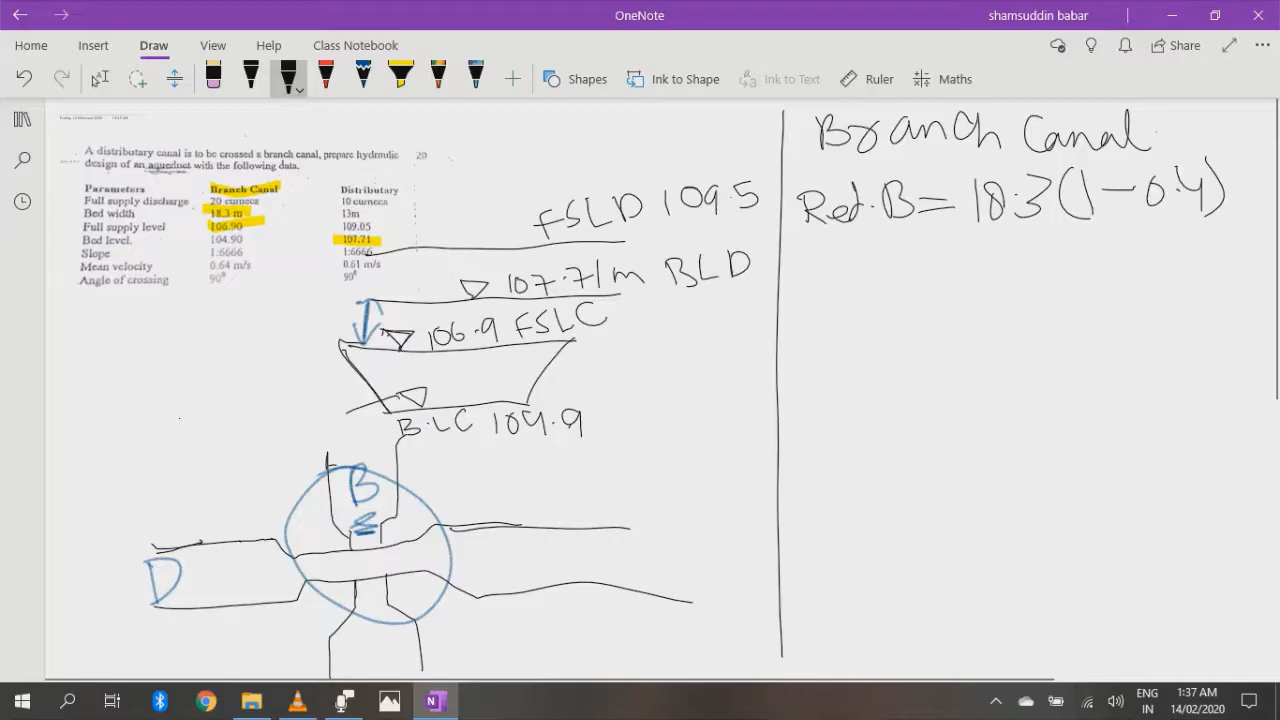 OneNote
shamsuddin babar
Home Insert Draw View Help Class Notebook
Share
Shapes Ink to Shape Ink to Text Ruler Maths
A distributary canal is to be crossed a branch canal, prepare hydraulic 20
design of an aqueduct with the following data.
Parameters Branch Canal Distributary
Full supply discharge 20 cumecs 10 cumecs
Bed width 18.3 m 13m
Full supply level 106.90 109.05
Bed level. 104.90 107.71
Slope 1:6666 1:6666
Mean velocity 0.64 m/s 0.61 m/s
Angle of crossing 90⁰ 90⁰
FSLD 109.5
107.71m BLD
106.9 FSLC
B.LC 104.9
B
D
Branch Canal
Red.B = 18.3(1-0.4)
ENG
IN
1:37 AM
14/02/2020